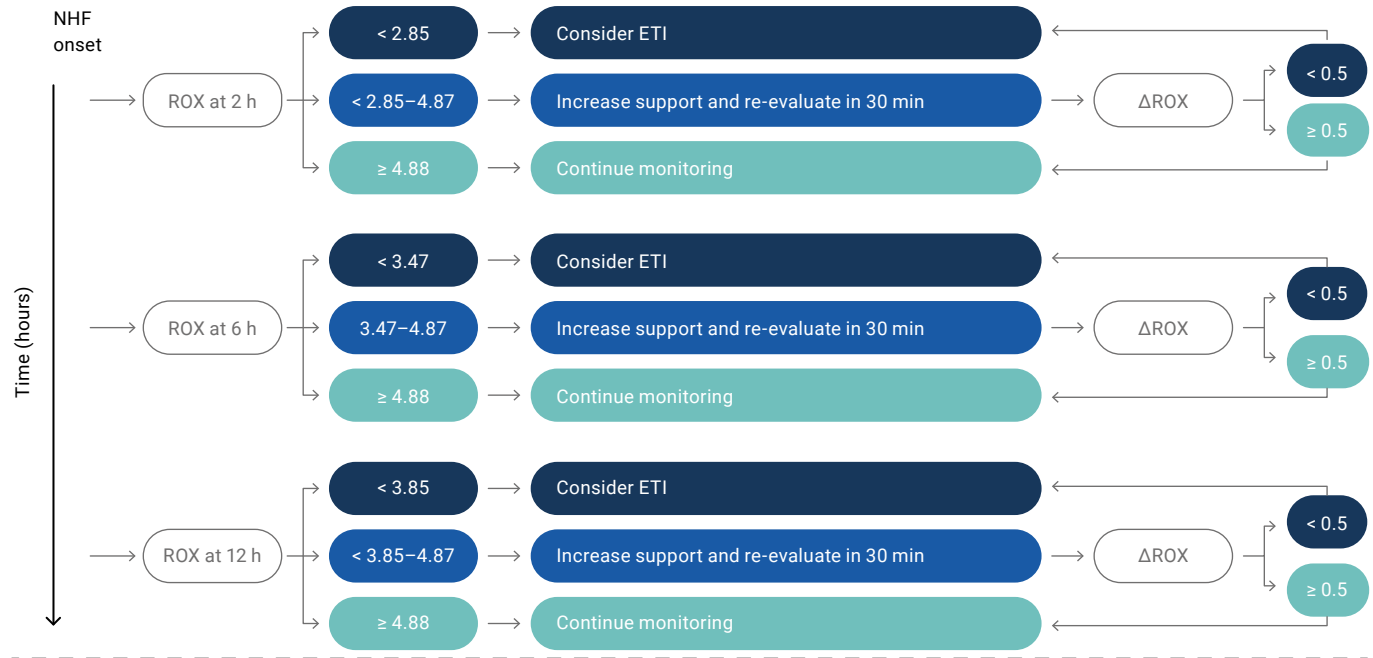 NHF
onset
Time (hours)
ROX at 2 h
< 2.85
Consider ETI
< 2.85–4.87
Increase support and re-evaluate in 30 min
≥ 4.88
Continue monitoring
ΔROX
< 0.5
≥ 0.5
ROX at 6 h
< 3.47
Consider ETI
3.47–4.87
Increase support and re-evaluate in 30 min
≥ 4.88
Continue monitoring
ΔROX
< 0.5
≥ 0.5
ROX at 12 h
< 3.85
Consider ETI
< 3.85–4.87
Increase support and re-evaluate in 30 min
≥ 4.88
Continue monitoring
ΔROX
< 0.5
≥ 0.5